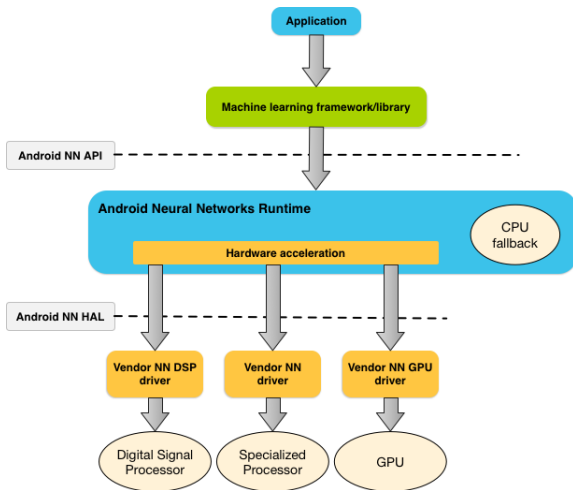 Application
Machine learning framework/library
Android NN API
Android Neural Networks Runtime
CPU
fallback
Hardware acceleration
Android NN HAL
Vendor NN DSP
driver
Vendor NN
driver
Vendor NN GPU
driver
Digital Signal
Processor
Specialized
Processor
GPU